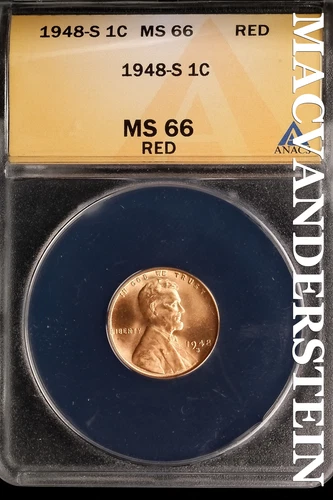 1948-S 1C MS 66 RED
1948-S 1C
MS 66
RED
ANACS
IN GOD WE TRUST
LIBERTY
1948
S
MACVANDERSTEIN